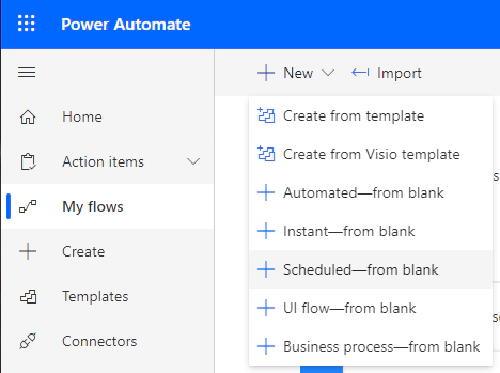 Power Automate
New
Import
Home
Action items
My flows
Create
Templates
Connectors
Create from template
Create from Visio template
Automated—from blank
Instant—from blank
Scheduled—from blank
UI flow—from blank
Business process—from blank